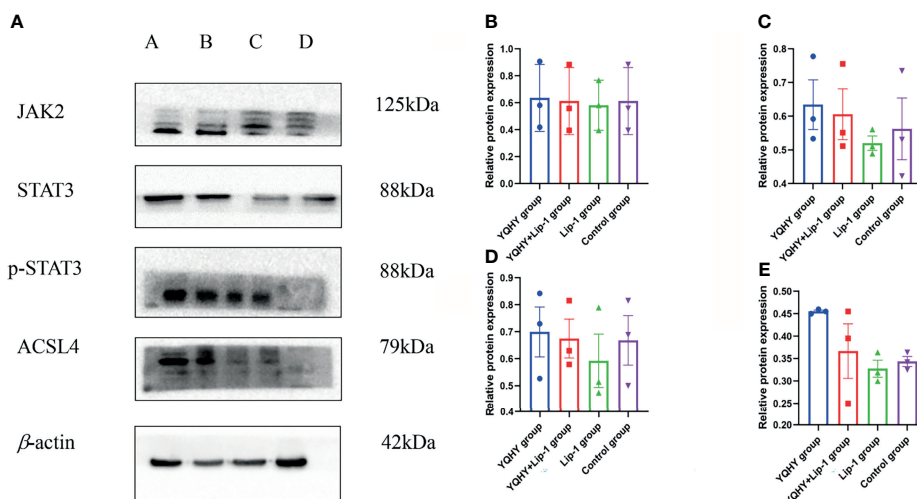 A
A B C D
JAK2
125kDa
STAT3
88kDa
p-STAT3
88kDa
ACSL4
79kDa
β-actin
42kDa
B
Relative protein expression
1.0
0.8
0.6
0.4
0.2
0.0
YQHY group
YQHY+Lip-1 group
Lip-1 group
Control group
C
Relative protein expression
0.8
0.7
0.6
0.5
0.4
YQHY group
YQHY+Lip-1 group
Lip-1 group
Control group
D
Relative protein expression
0.9
0.8
0.7
0.6
0.5
0.4
YQHY group
YQHY+Lip-1 group
Lip-1 group
Control group
E
Relative protein expression
0.50
0.45
0.40
0.35
0.30
0.25
0.20
YQHY group
YQHY+Lip-1 group
Lip-1 group
Control group